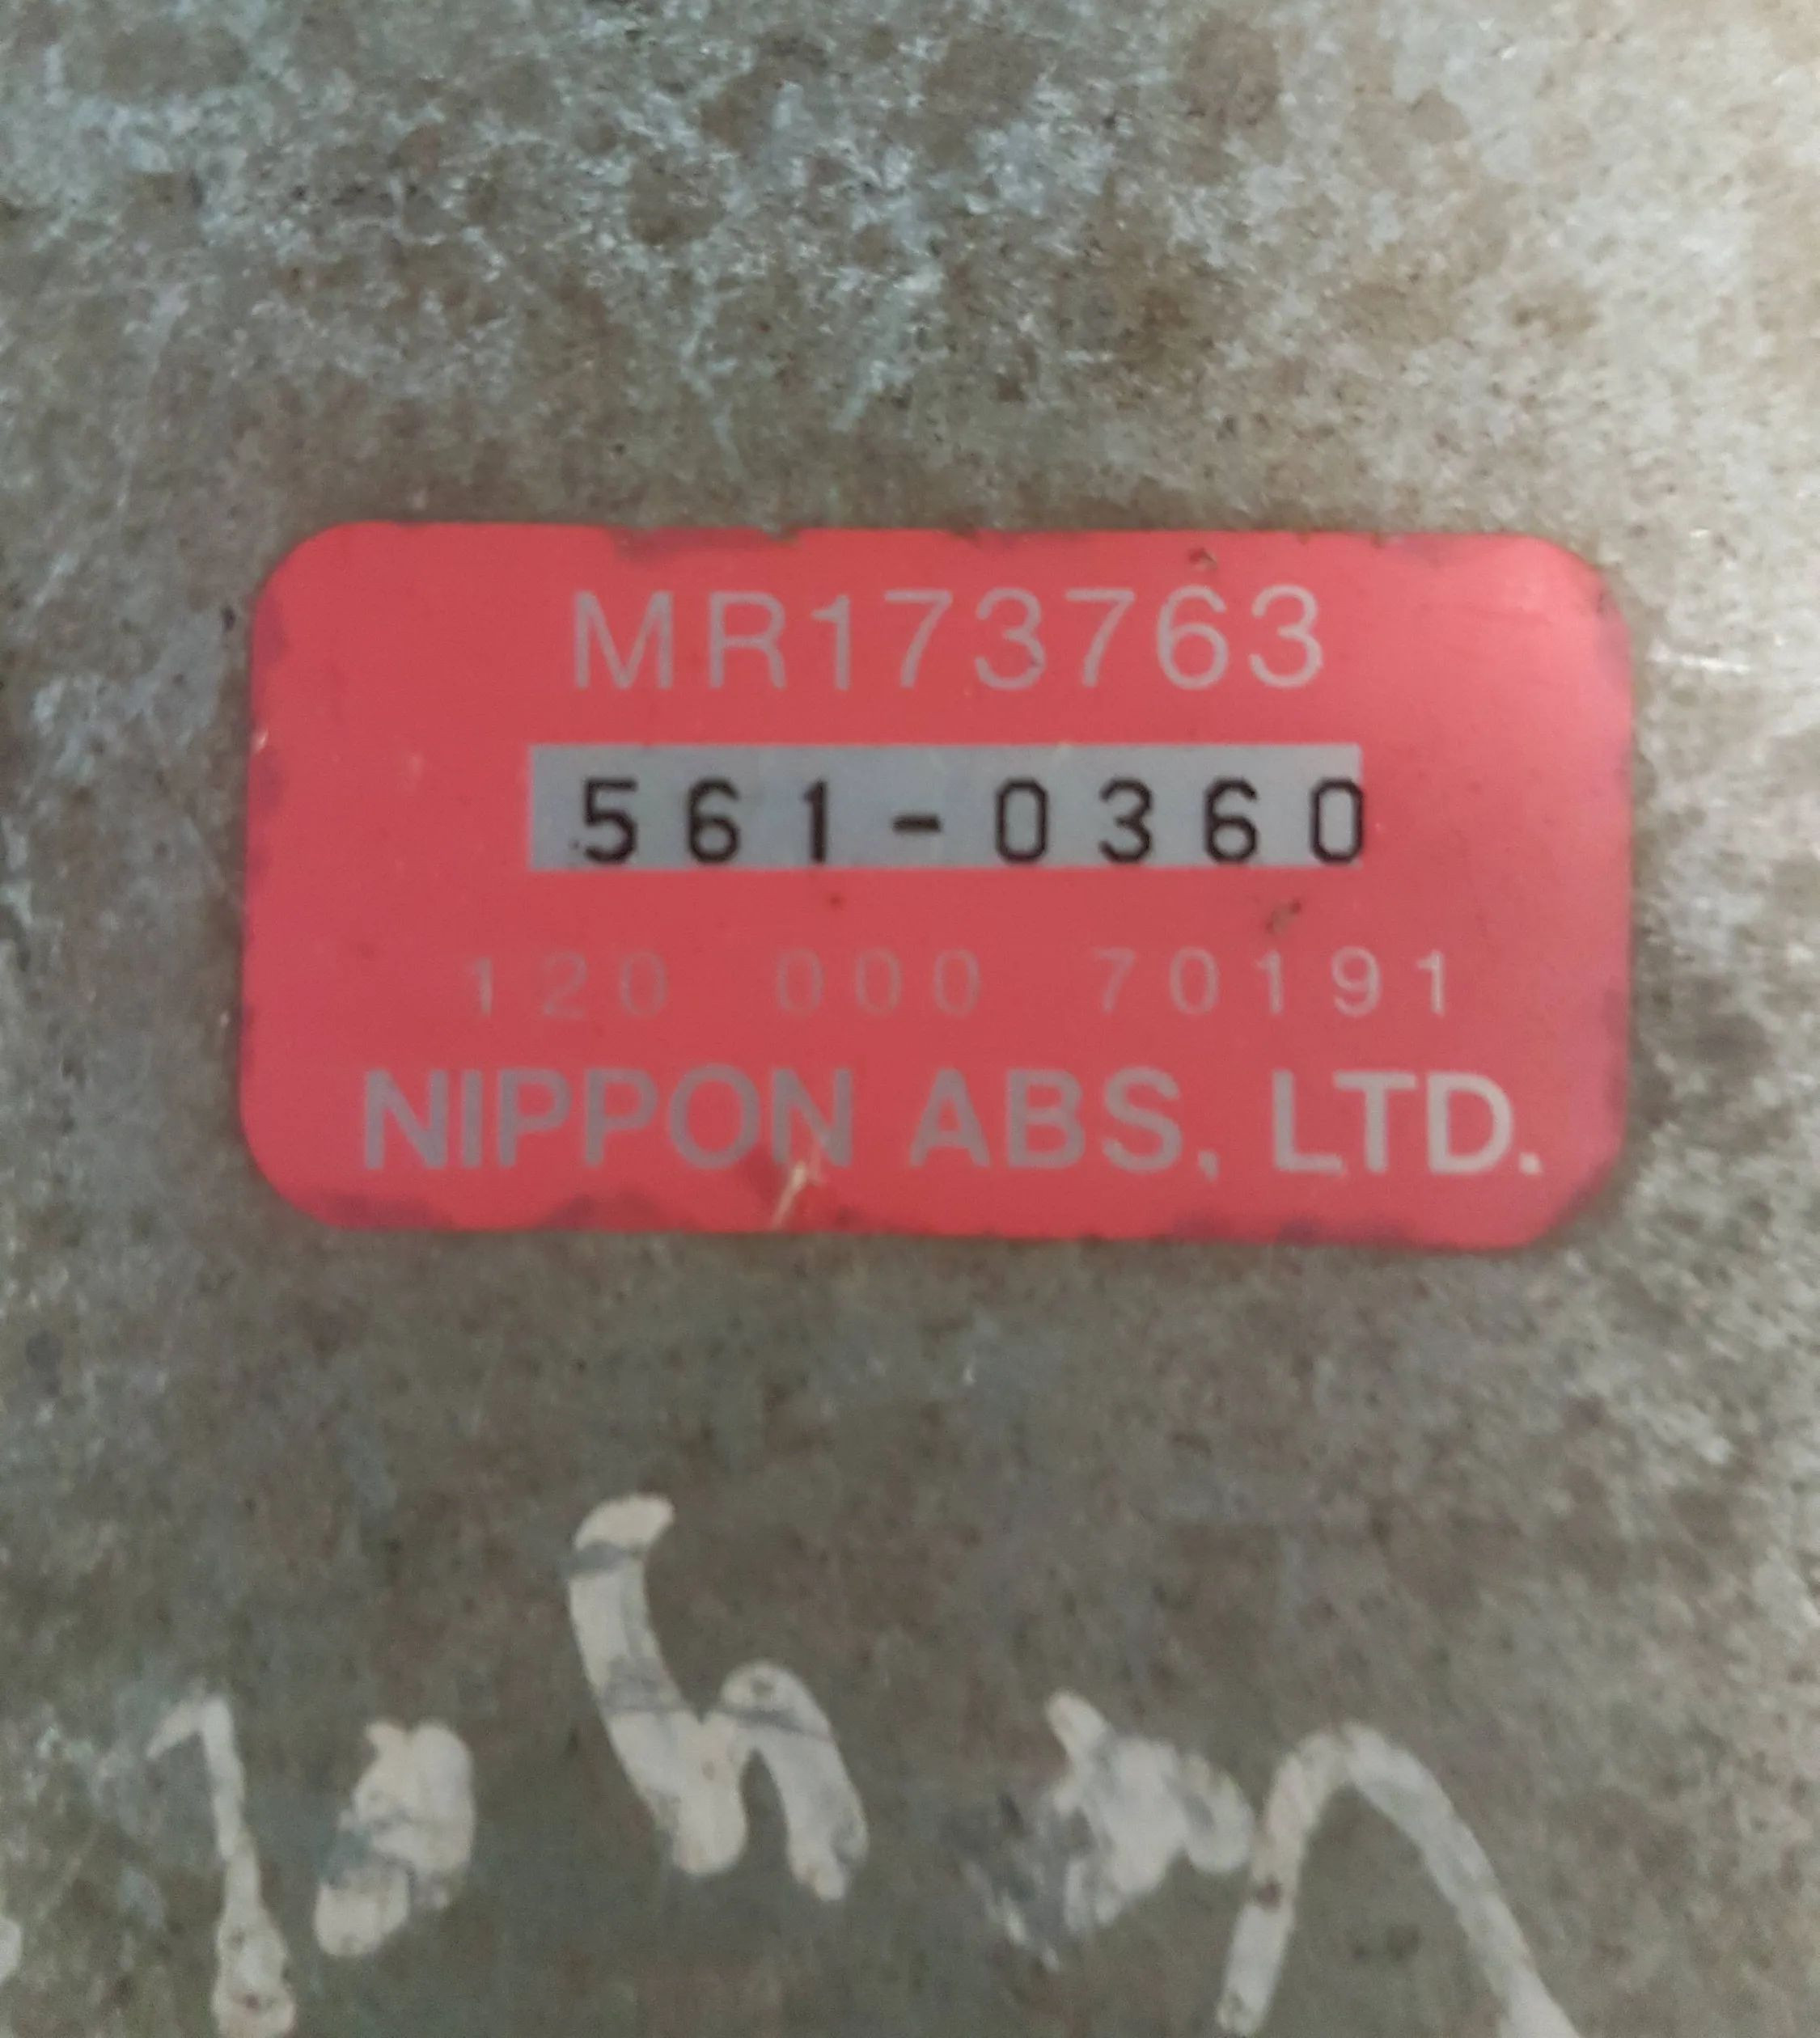 MR173763
561-0360
120 000 70191
NIPPON ABS, LTD.